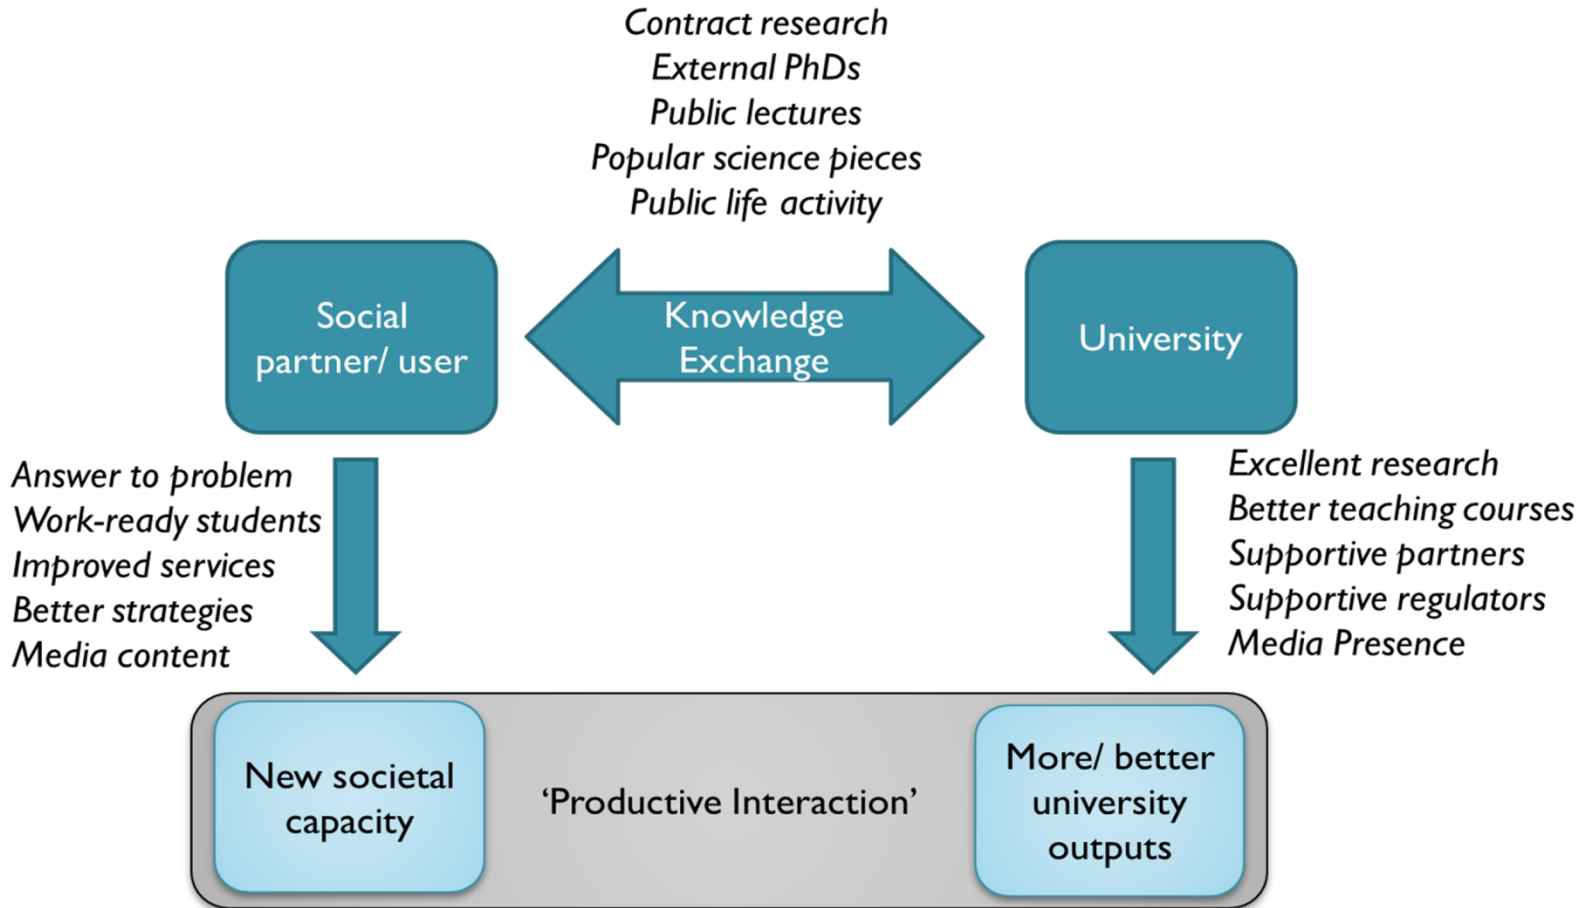 Contract research
External PhDs
Public lectures
Popular science pieces
Public life activity
Social
partner/ user
Knowledge
Exchange
University
Answer to problem
Work-ready students
Improved services
Better strategies
Media content
Excellent research
Better teaching courses
Supportive partners
Supportive regulators
Media Presence
New societal
capacity
‘Productive Interaction’
More/ better
university
outputs